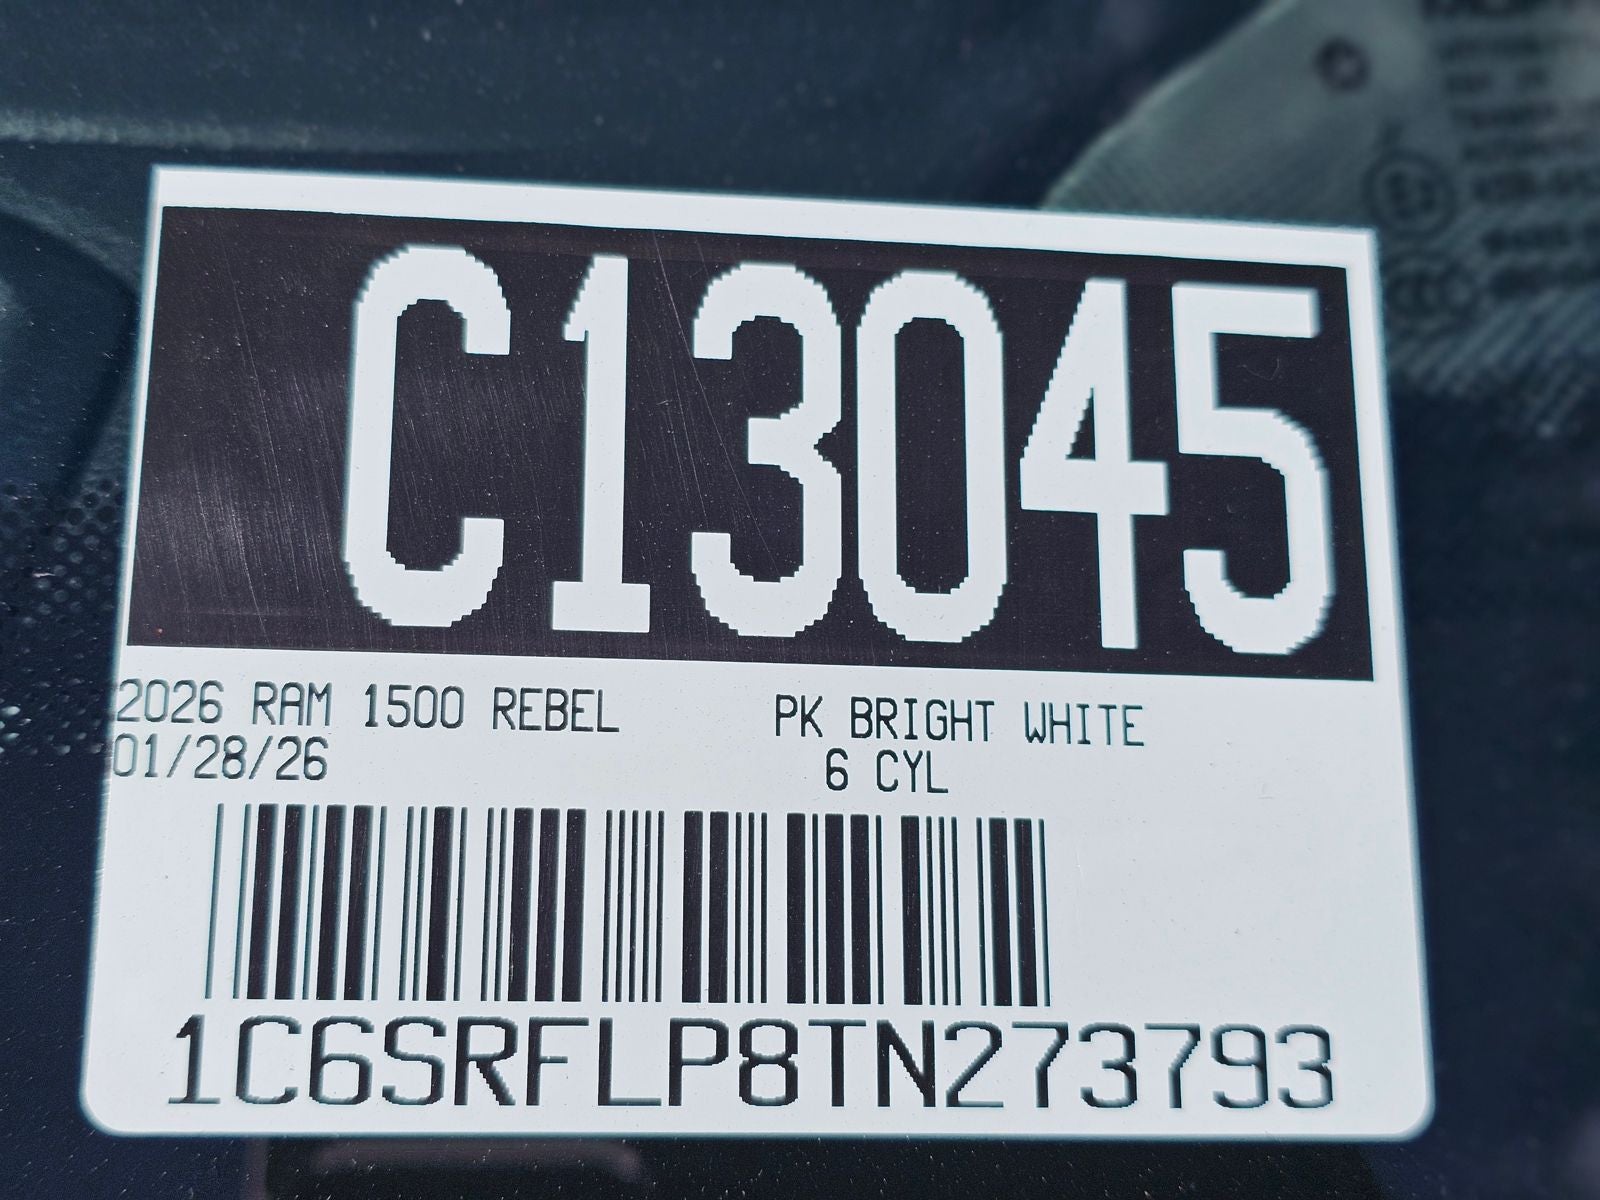 C13045
2026 RAM 1500 REBEL PK BRIGHT WHITE
01/28/26 6 CYL
1C6SRFLP8TN273793